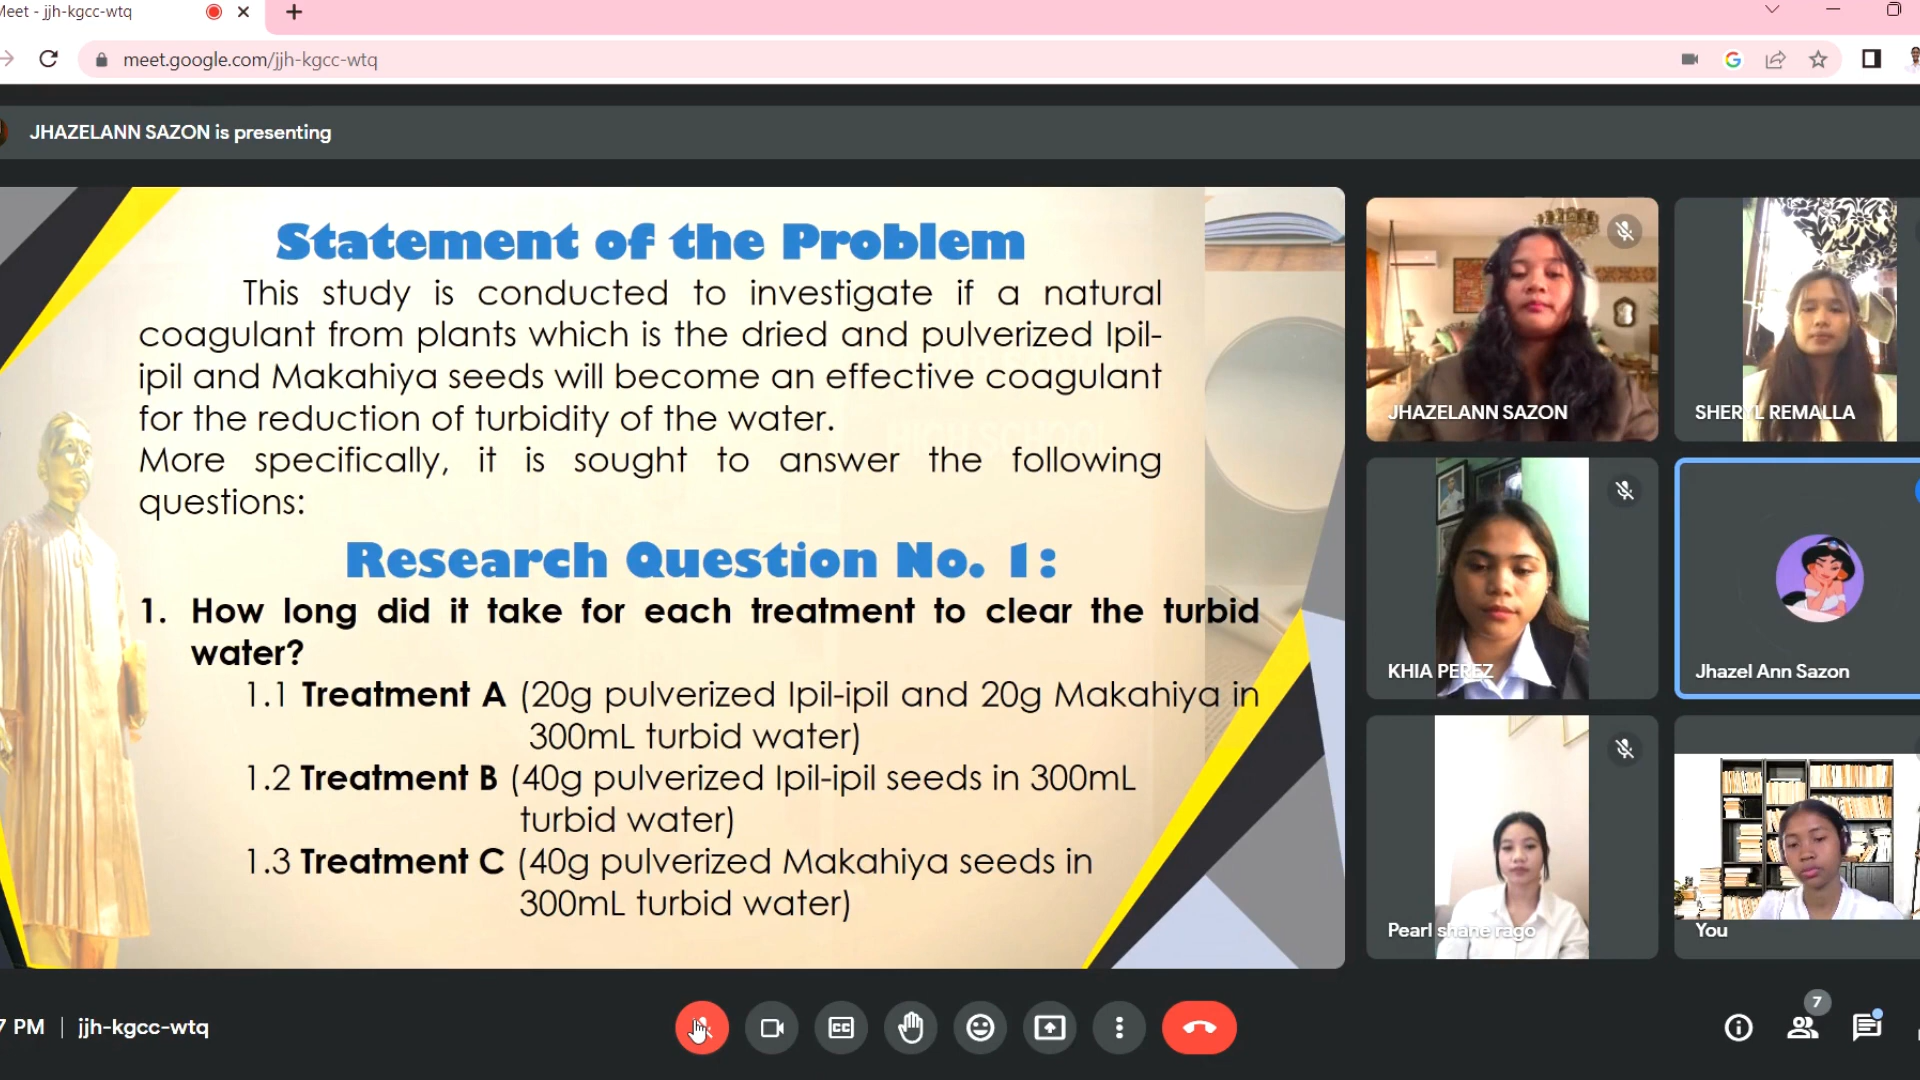 Meet - jjh-kgcc-wtq
meet.google.com/jjh-kgcc-wtq
JHAZELANN SAZON is presenting
Statement of the Problem
This study is conducted to investigate if a natural
coagulant from plants which is the dried and pulverized Ipil-
ipil and Makahiya seeds will become an effective coagulant
for the reduction of turbidity of the water.
More specifically, it is sought to answer the following
questions:
Research Question No. 1:
1. How long did it take for each treatment to clear the turbid
water?
1.1 Treatment A (20g pulverized Ipil-ipil and 20g Makahiya in
300mL turbid water)
1.2 Treatment B (40g pulverized Ipil-ipil seeds in 300mL
turbid water)
1.3 Treatment C (40g pulverized Makahiya seeds in
300mL turbid water)
JHAZELANN SAZON
SHERYL REMALLA
KHIA PEREZ
Jhazel Ann Sazon
Pearl shane rago
You
7 PM | jjh-kgcc-wtq
CC
7